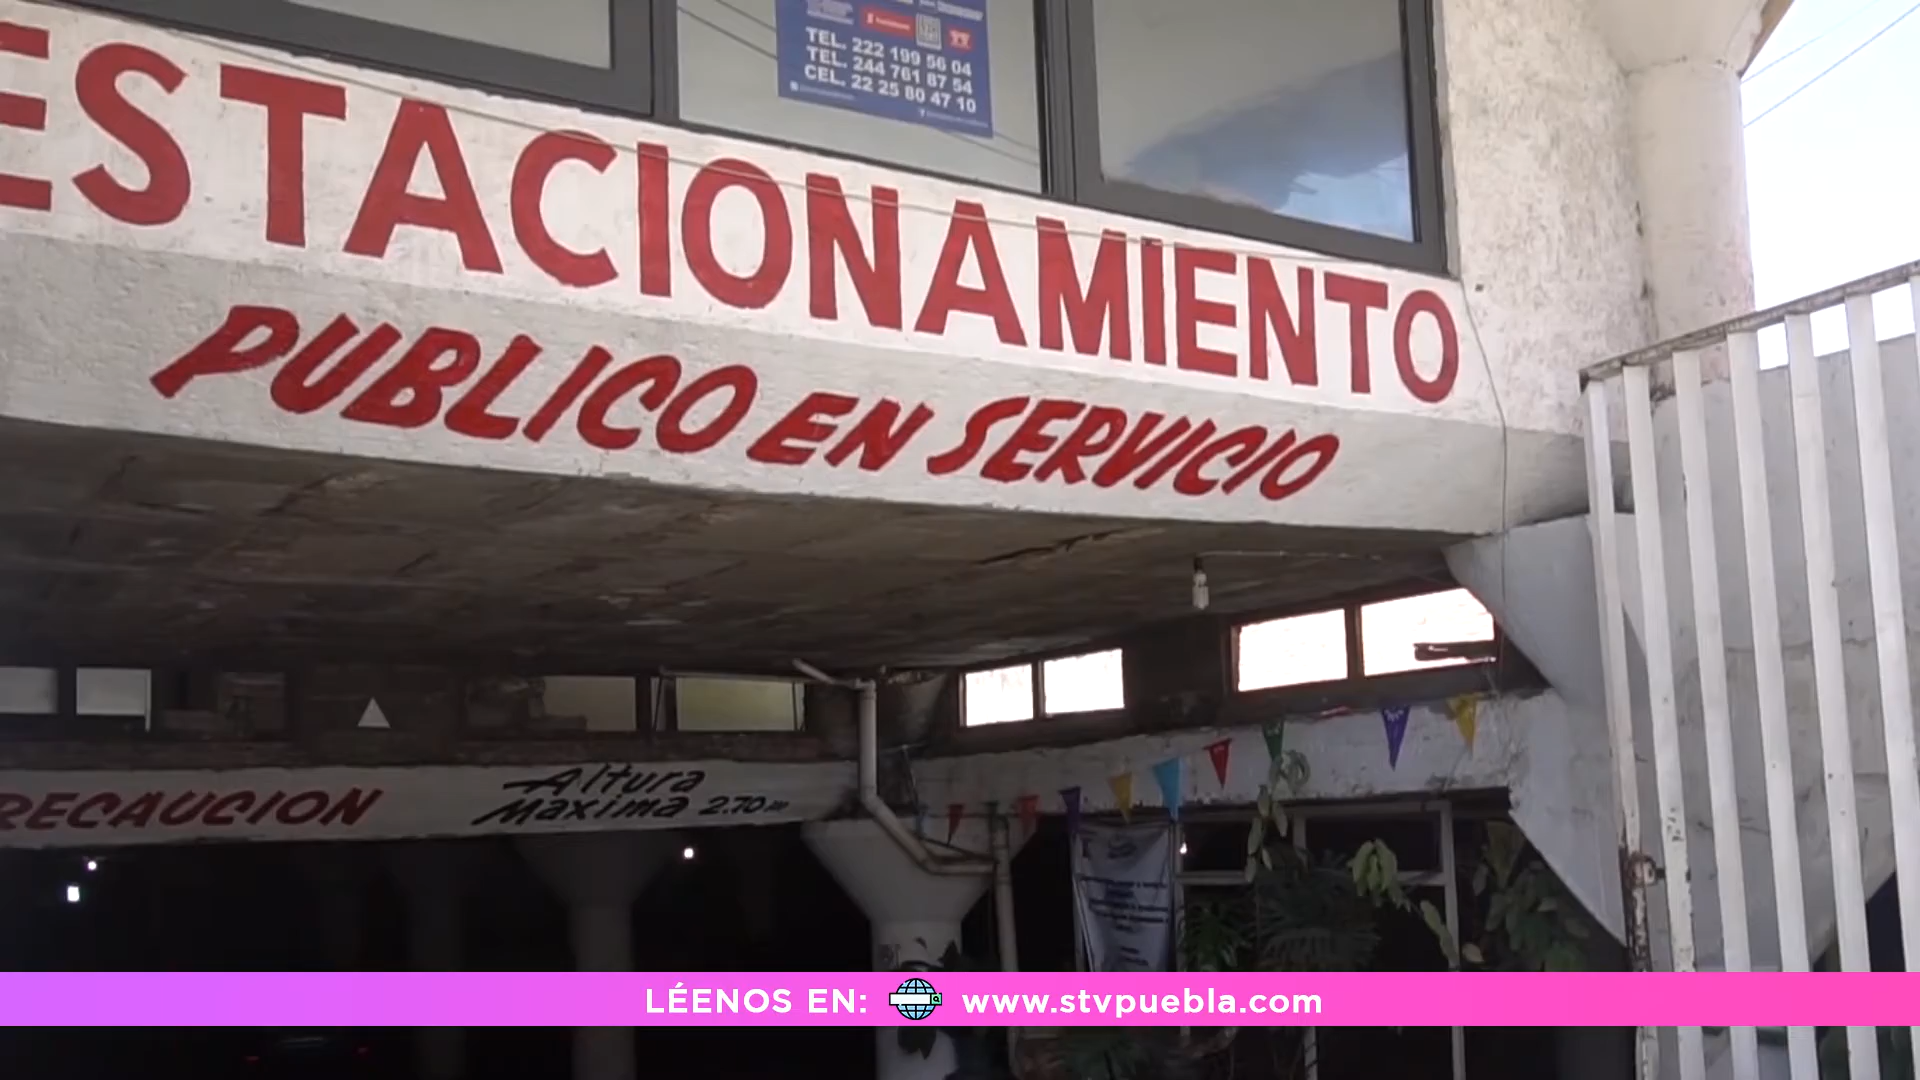 TEL. 222 199 56 04
TEL. 244 761 87 54
CEL. 22 25 80 47 10
ESTACIONAMIENTO
PUBLICO EN SERVICIO
RECAUCION
Altura
Maxima 2.70 m
LÉENOS EN: www.stvpuebla.com